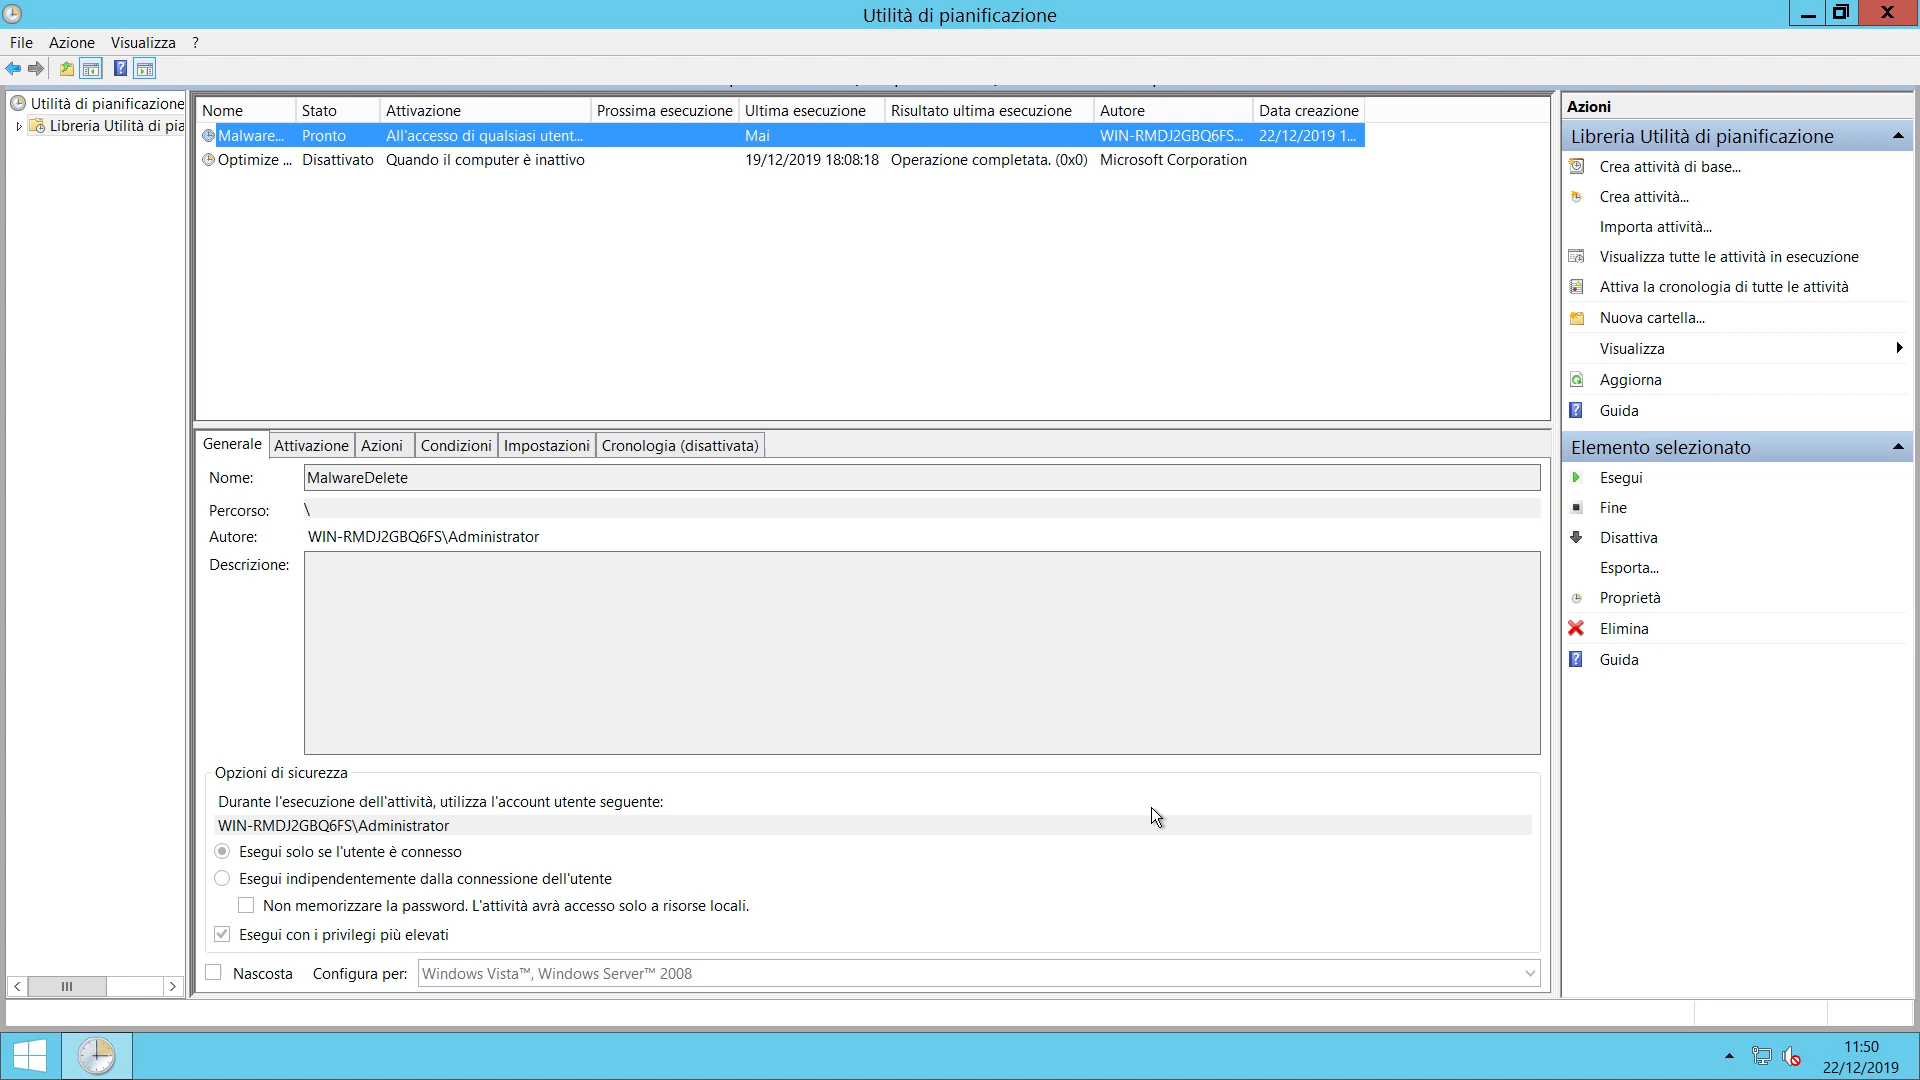 Utilità di pianificazione
File Azione Visualizza ?
Utilità di pianificazione
Libreria Utilità di pia
Nome Stato Attivazione Prossima esecuzione Ultima esecuzione Risultato ultima esecuzione Autore Data creazione
Malware... Pronto All'accesso di qualsiasi utent... Mai WIN-RMDJ2GBQ6FS... 22/12/2019 1...
Optimize ... Disattivato Quando il computer è inattivo 19/12/2019 18:08:18 Operazione completata. (0x0) Microsoft Corporation
Generale Attivazione Azioni Condizioni Impostazioni Cronologia (disattivata)
Nome: MalwareDelete
Percorso: \
Autore: WIN-RMDJ2GBQ6FS\Administrator
Descrizione:
Opzioni di sicurezza
Durante l'esecuzione dell'attività, utilizza l'account utente seguente:
WIN-RMDJ2GBQ6FS\Administrator
Esegui solo se l'utente è connesso
Esegui indipendentemente dalla connessione dell'utente
Non memorizzare la password. L'attività avrà accesso solo a risorse locali.
Esegui con i privilegi più elevati
Nascosta Configura per: Windows Vista™, Windows Server™ 2008
Azioni
Libreria Utilità di pianificazione
Crea attività di base...
Crea attività...
Importa attività...
Visualizza tutte le attività in esecuzione
Attiva la cronologia di tutte le attività
Nuova cartella...
Visualizza
Aggiorna
Guida
Elemento selezionato
Esegui
Fine
Disattiva
Esporta...
Proprietà
Elimina
Guida
11:50
22/12/2019